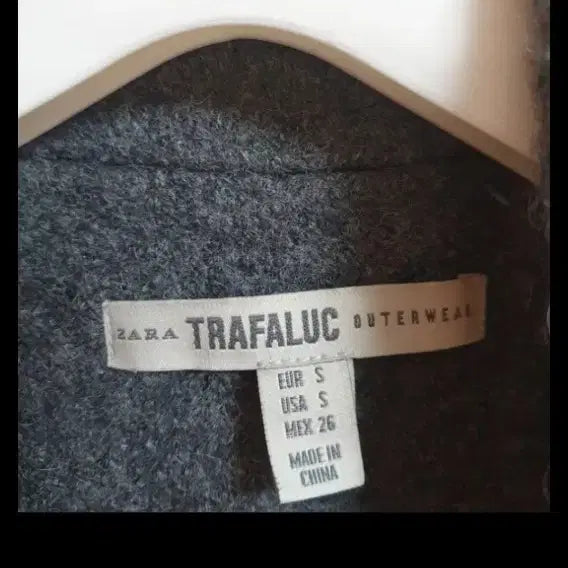 ZARA TRAFALUC OUTERWEAR
EUR S
USA S
MEX 26
MADE IN
CHINA